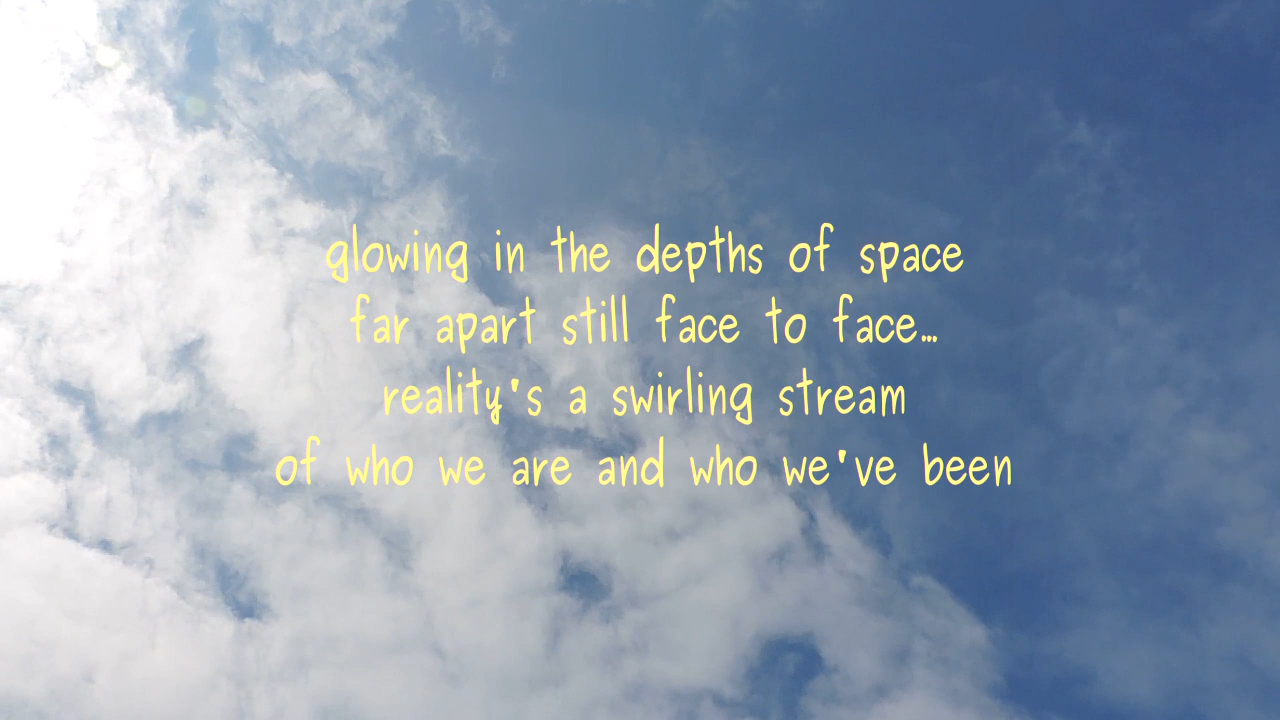 glowing in the depths of space
far apart still face to face...
reality's a swirling stream
of who we are and who we've been